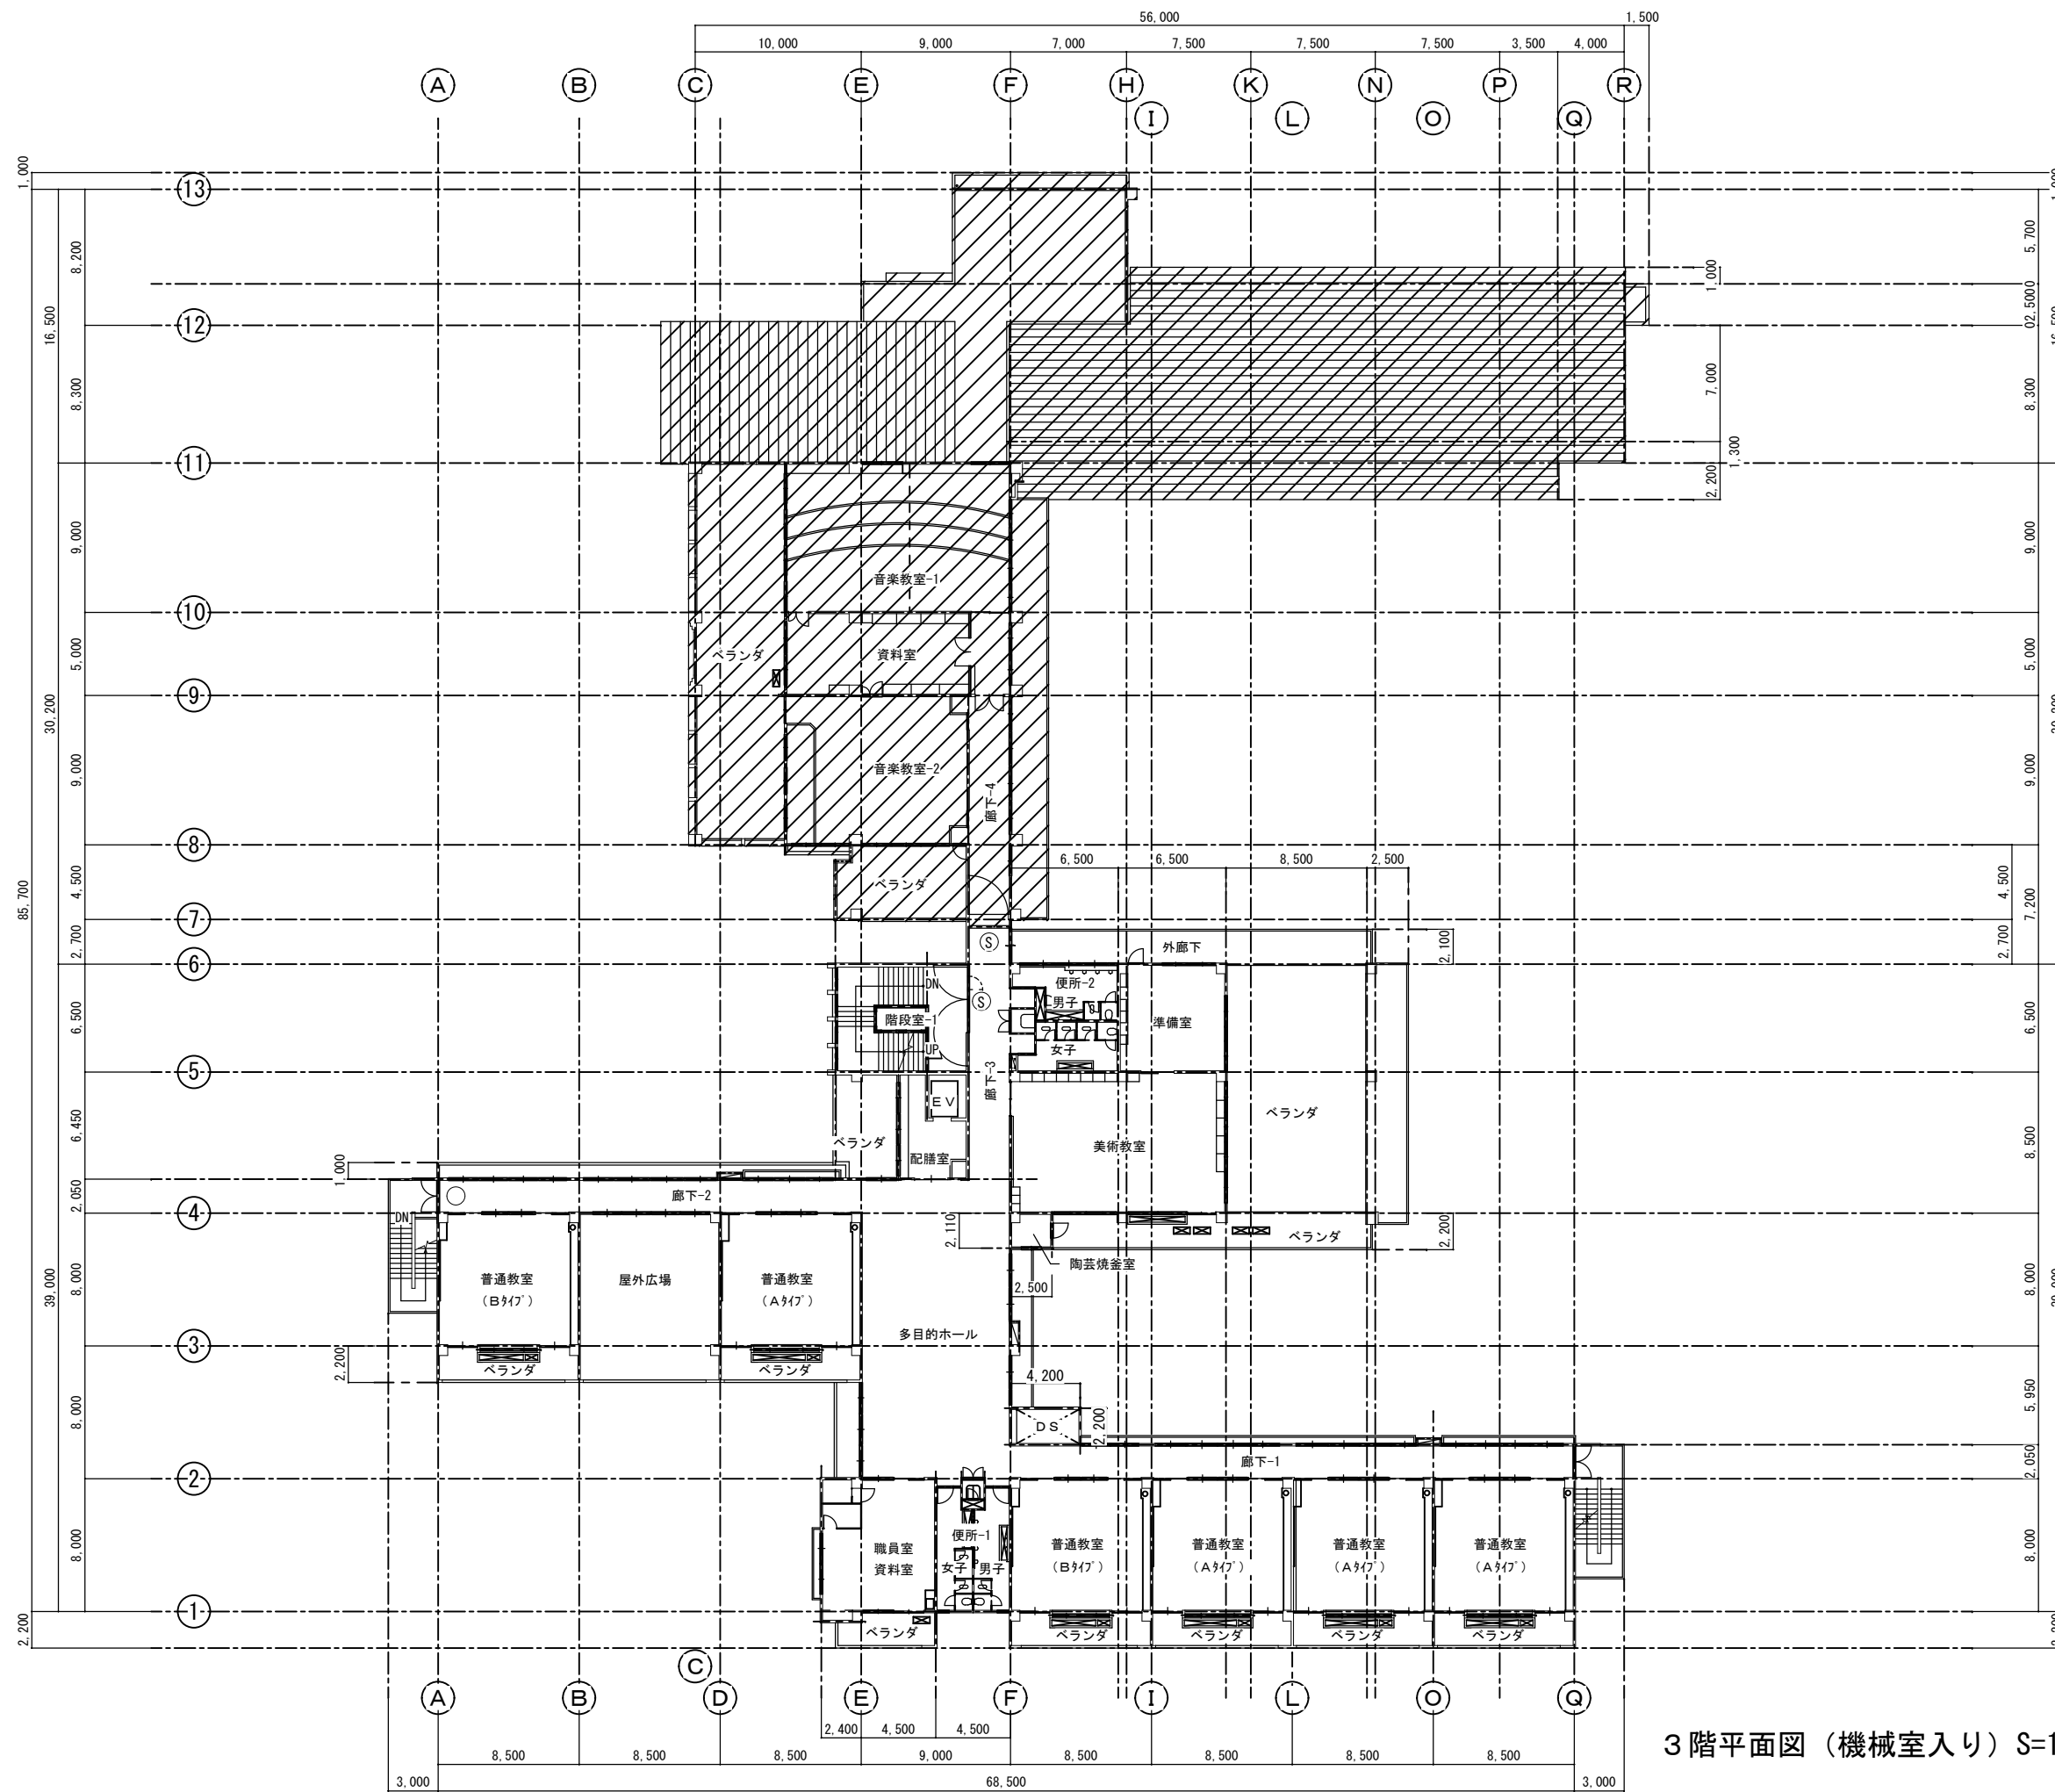 56,000
1,500
10,000
9,000
7,000
7,500
7,500
7,500
3,500
4,000
A
B
C
E
F
H
K
N
P
R
I
L
O
Q
1,000
13
8,200
5,700
1,000
16,500
12
8,300
7,000
8,300
11
1,300
2,200
9,000
9,000
音楽教室-1
10
5,000
ベランダ
資料室
5,000
9
30,200
9,000
音楽教室-2
廊下-4
9,000
8
6,500
6,500
8,500
2,500
4,500
ベランダ
4,500
7,200
85,700
7
2,700
S
外廊下
2,100
2,700
6
DN
便所-2
男子
S
6,500
階段室-1
準備室
6,500
UP
女子
5
廊下-3
EV
6,450
ベランダ
配膳室
美術教室
ベランダ
8,500
1,000
2,050
廊下-2
4
DN
2,110
ベランダ
2,200
陶芸焼釜室
39,000
8,000
普通教室
(Bタイプ)
屋外広場
普通教室
(Aタイプ)
2,500
8,000
多目的ホール
3
2,200
ベランダ
ベランダ
4,200
8,000
DS
2,200
5,950
廊下-1
2,050
2
8,000
職員室
資料室
便所-1
女子
男子
普通教室
(Bタイプ)
普通教室
(Aタイプ)
普通教室
(Aタイプ)
普通教室
(Aタイプ)
8,000
1
2,200
ベランダ
ベランダ
ベランダ
ベランダ
ベランダ
C
A
B
D
E
F
I
L
O
Q
2,400
4,500
4,500
8,500
8,500
8,500
9,000
8,500
8,500
8,500
8,500
3,000
68,500
3,000
3階平面図（機械室入り）S=1